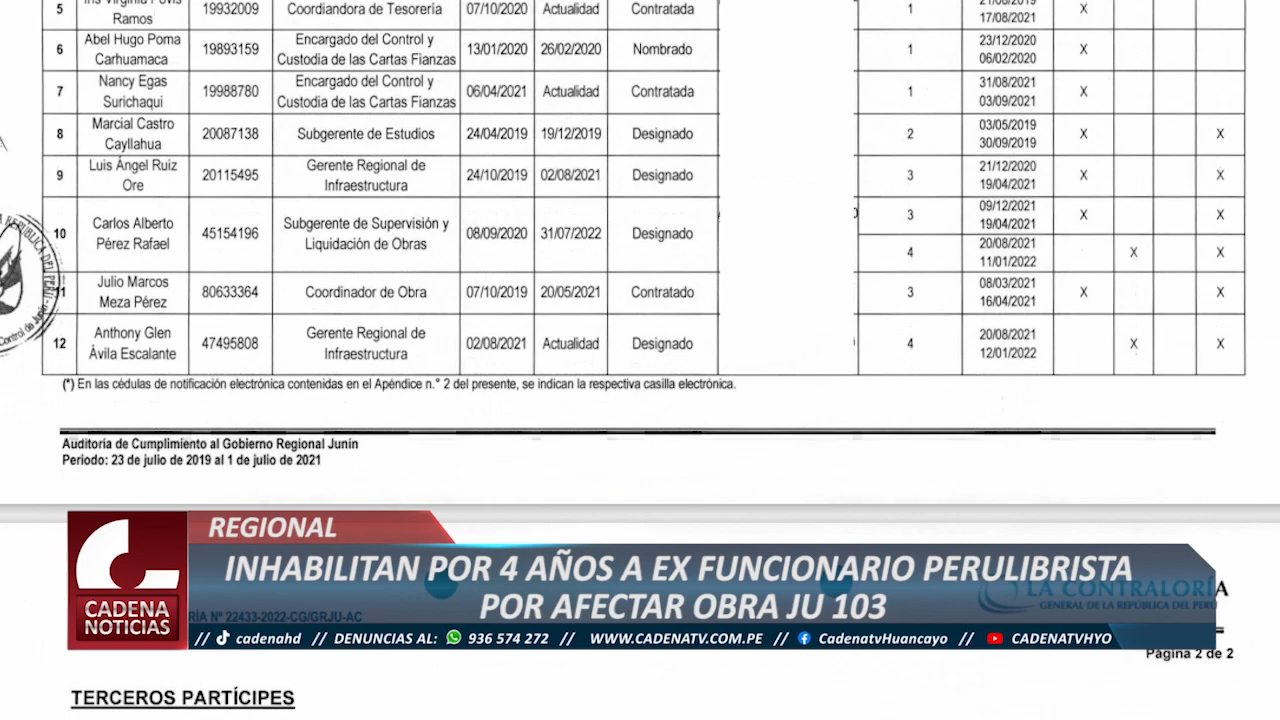 5 Iris Virginia Povis Ramos 19932009 Coordiandora de Tesorería 07/10/2020 Actualidad Contratada 1 17/08/2021 X
6 Abel Hugo Poma Carhuamaca 19893159 Encargado del Control y Custodia de las Cartas Fianzas 13/01/2020 26/02/2020 Nombrado 1 23/12/2020 06/02/2020 X
7 Nancy Egas Surichaqui 19988780 Encargado del Control y Custodia de las Cartas Fianzas 06/04/2021 Actualidad Contratada 1 31/08/2021 03/09/2021 X
8 Marcial Castro Cayllahua 20087138 Subgerente de Estudios 24/04/2019 19/12/2019 Designado 2 03/05/2019 30/09/2019 X X
9 Luis Ángel Ruiz Ore 20115495 Gerente Regional de Infraestructura 24/10/2019 02/08/2021 Designado 3 21/12/2020 19/04/2021 X X
10 Carlos Alberto Pérez Rafael 45154196 Subgerente de Supervisión y Liquidación de Obras 08/09/2020 31/07/2022 Designado 3 09/12/2021 19/04/2021 X X
4 20/08/2021 11/01/2022 X X
11 Julio Marcos Meza Pérez 80633364 Coordinador de Obra 07/10/2019 20/05/2021 Contratado 3 08/03/2021 16/04/2021 X X
12 Anthony Glen Ávila Escalante 47495808 Gerente Regional de Infraestructura 02/08/2021 Actualidad Designado 4 20/08/2021 12/01/2022 X X
(*) En las cédulas de notificación electrónica contenidas en el Apéndice n.° 2 del presente, se indican la respectiva casilla electrónica.
Auditoría de Cumplimiento al Gobierno Regional Junín
Periodo: 23 de julio de 2019 al 1 de julio de 2021
REGIONAL
INHABILITAN POR 4 AÑOS A EX FUNCIONARIO PERULIBRISTA
POR AFECTAR OBRA JU 103
LA CONTRALORÍA
GENERAL DE LA REPÚBLICA DEL PERÚ
CADENA
NOTICIAS
RÍA N° 22433-2022-CG/GRJU-AC
// cadenahd // DENUNCIAS AL: 936 574 272 // WWW.CADENATV.COM.PE // CadenatvHuancayo // CADENATVHYO
Página 2 de 2
TERCEROS PARTÍCIPES